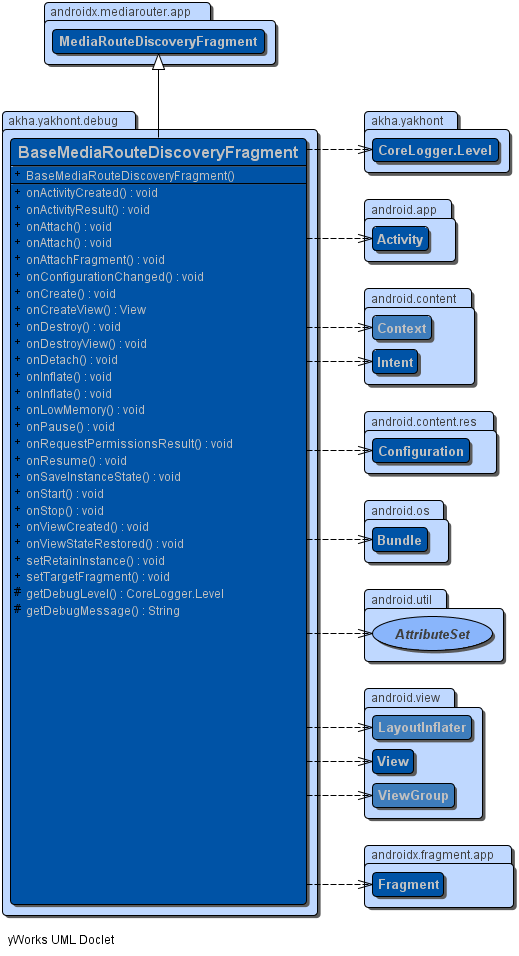 androidx.mediarouter.app
MediaRouteDiscoveryFragment
akha.yakhont.debug
BaseMediaRouteDiscoveryFragment
+ BaseMediaRouteDiscoveryFragment()
+ onActivityCreated() : void
+ onActivityResult() : void
+ onAttach() : void
+ onAttach() : void
+ onAttachFragment() : void
+ onConfigurationChanged() : void
+ onCreate() : void
+ onCreateView() : View
+ onDestroy() : void
+ onDestroyView() : void
+ onDetach() : void
+ onInflate() : void
+ onInflate() : void
+ onLowMemory() : void
+ onPause() : void
+ onRequestPermissionsResult() : void
+ onResume() : void
+ onSaveInstanceState() : void
+ onStart() : void
+ onStop() : void
+ onViewCreated() : void
+ onViewStateRestored() : void
+ setRetainInstance() : void
+ setTargetFragment() : void
# getDebugLevel() : CoreLogger.Level
# getDebugMessage() : String
akha.yakhont
CoreLogger.Level
android.app
Activity
android.content
Context
Intent
android.content.res
Configuration
android.os
Bundle
android.util
AttributeSet
android.view
LayoutInflater
View
ViewGroup
androidx.fragment.app
Fragment
yWorks UML Doclet